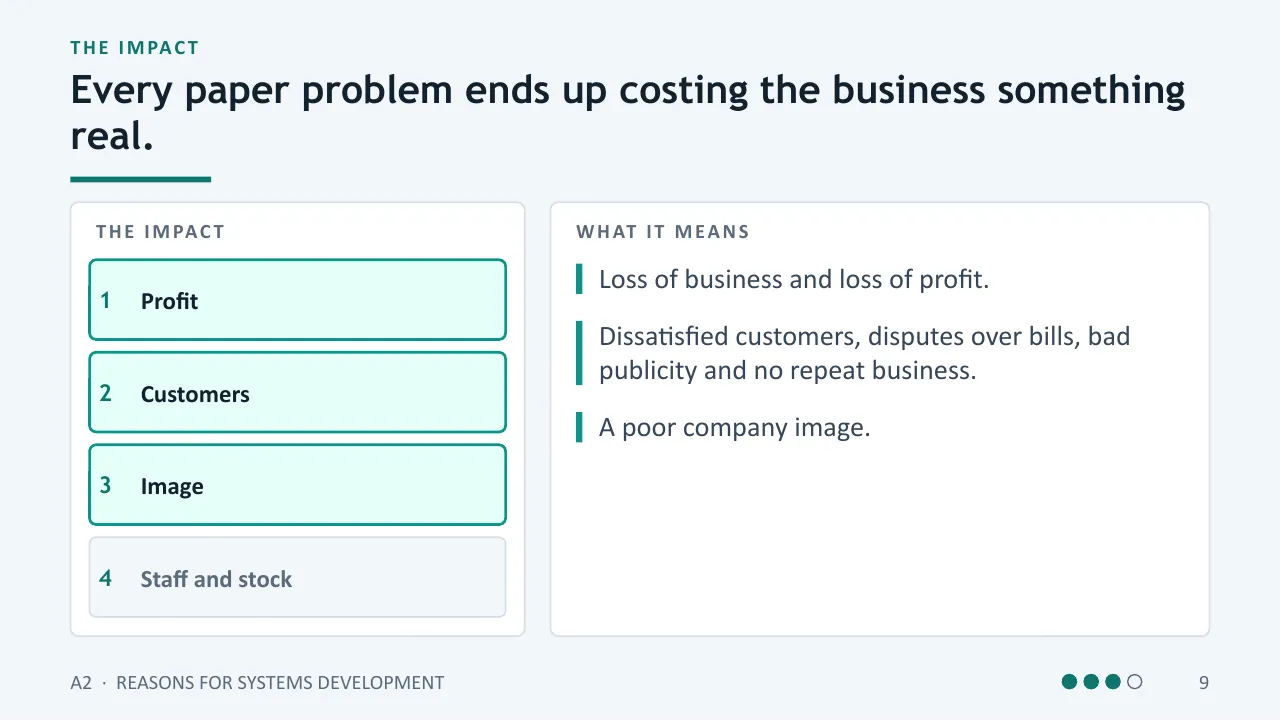 THE IMPACT
Every paper problem ends up costing the business something
real.
THE IMPACT
1 Profit
2 Customers
3 Image
4 Staff and stock
WHAT IT MEANS
Loss of business and loss of profit.
Dissatisfied customers, disputes over bills, bad
publicity and no repeat business.
A poor company image.
A2 · REASONS FOR SYSTEMS DEVELOPMENT
9